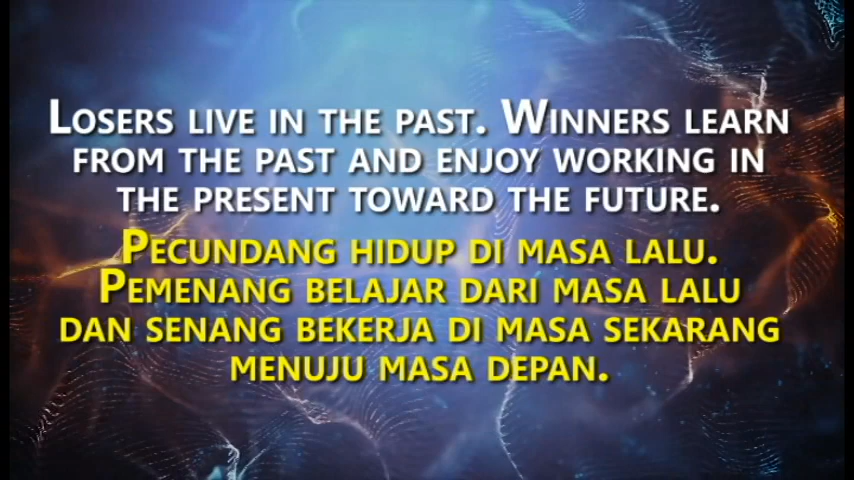 Losers live in the past. Winners learn
from the past and enjoy working in
the present toward the future.
Pecundang hidup di masa lalu.
Pemenang belajar dari masa lalu
dan senang bekerja di masa sekarang
menuju masa depan.